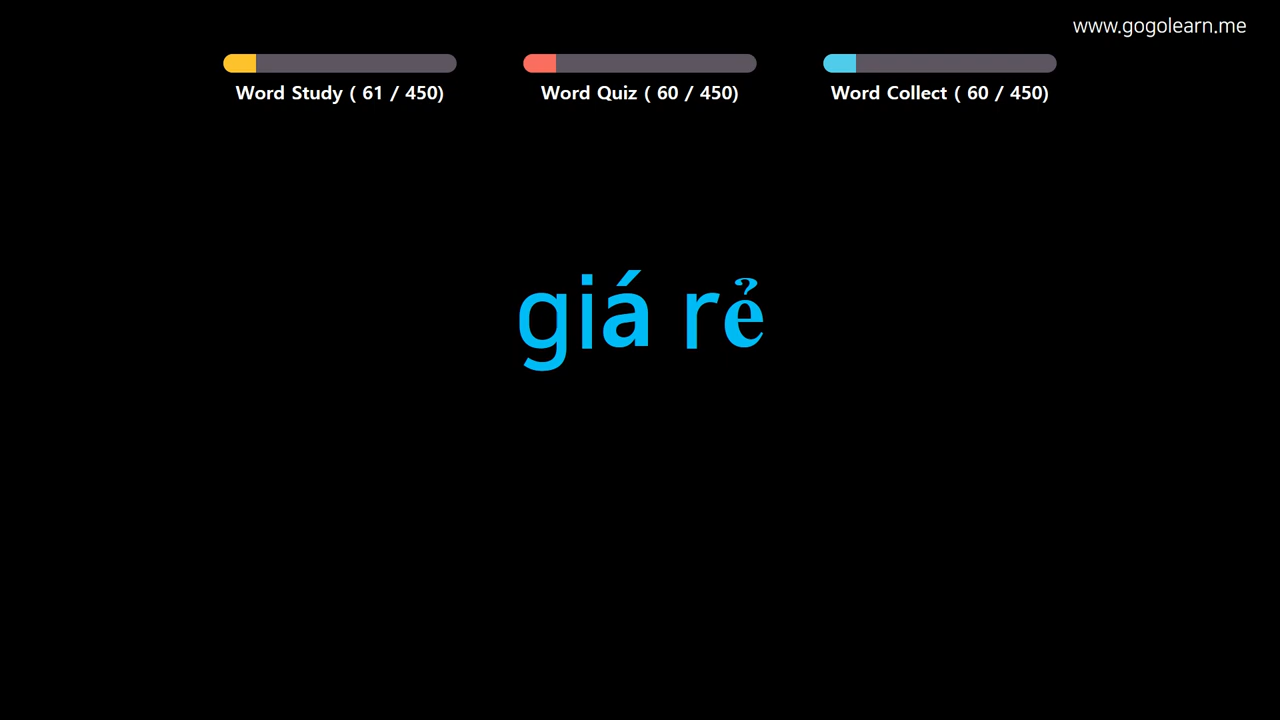 www.gogolearn.me
Word Study ( 61 / 450)
Word Quiz ( 60 / 450)
Word Collect ( 60 / 450)
giá rẻ